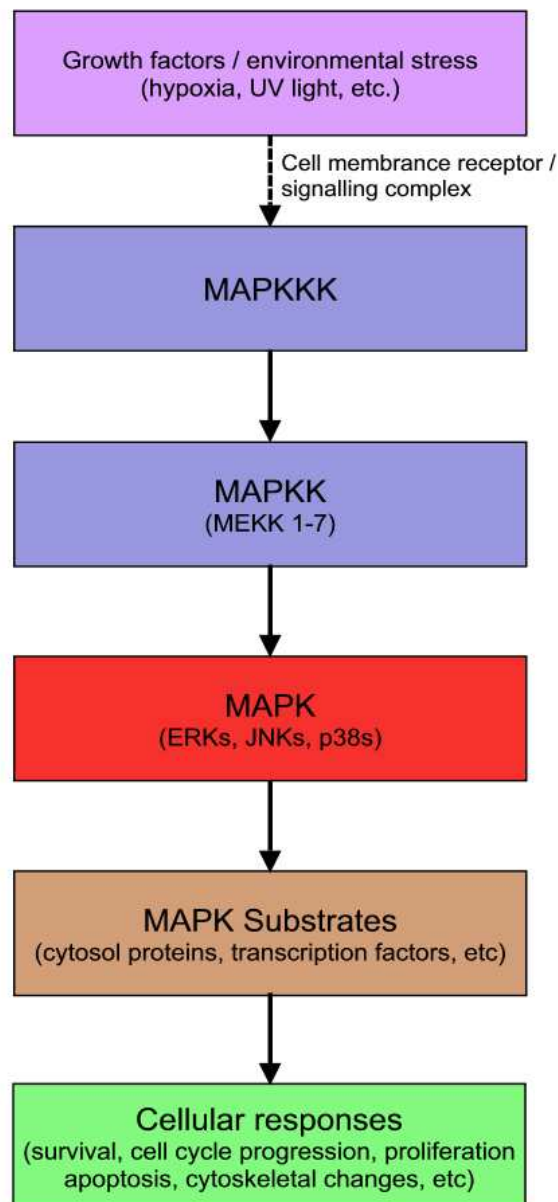 Growth factors / environmental stress
(hypoxia, UV light, etc.)
Cell membrance receptor /
signalling complex
MAPKKK
MAPKK
(MEKK 1-7)
MAPK
(ERKs, JNKs, p38s)
MAPK Substrates
(cytosol proteins, transcription factors, etc)
Cellular responses
(survival, cell cycle progression, proliferation
apoptosis, cytoskeletal changes, etc)